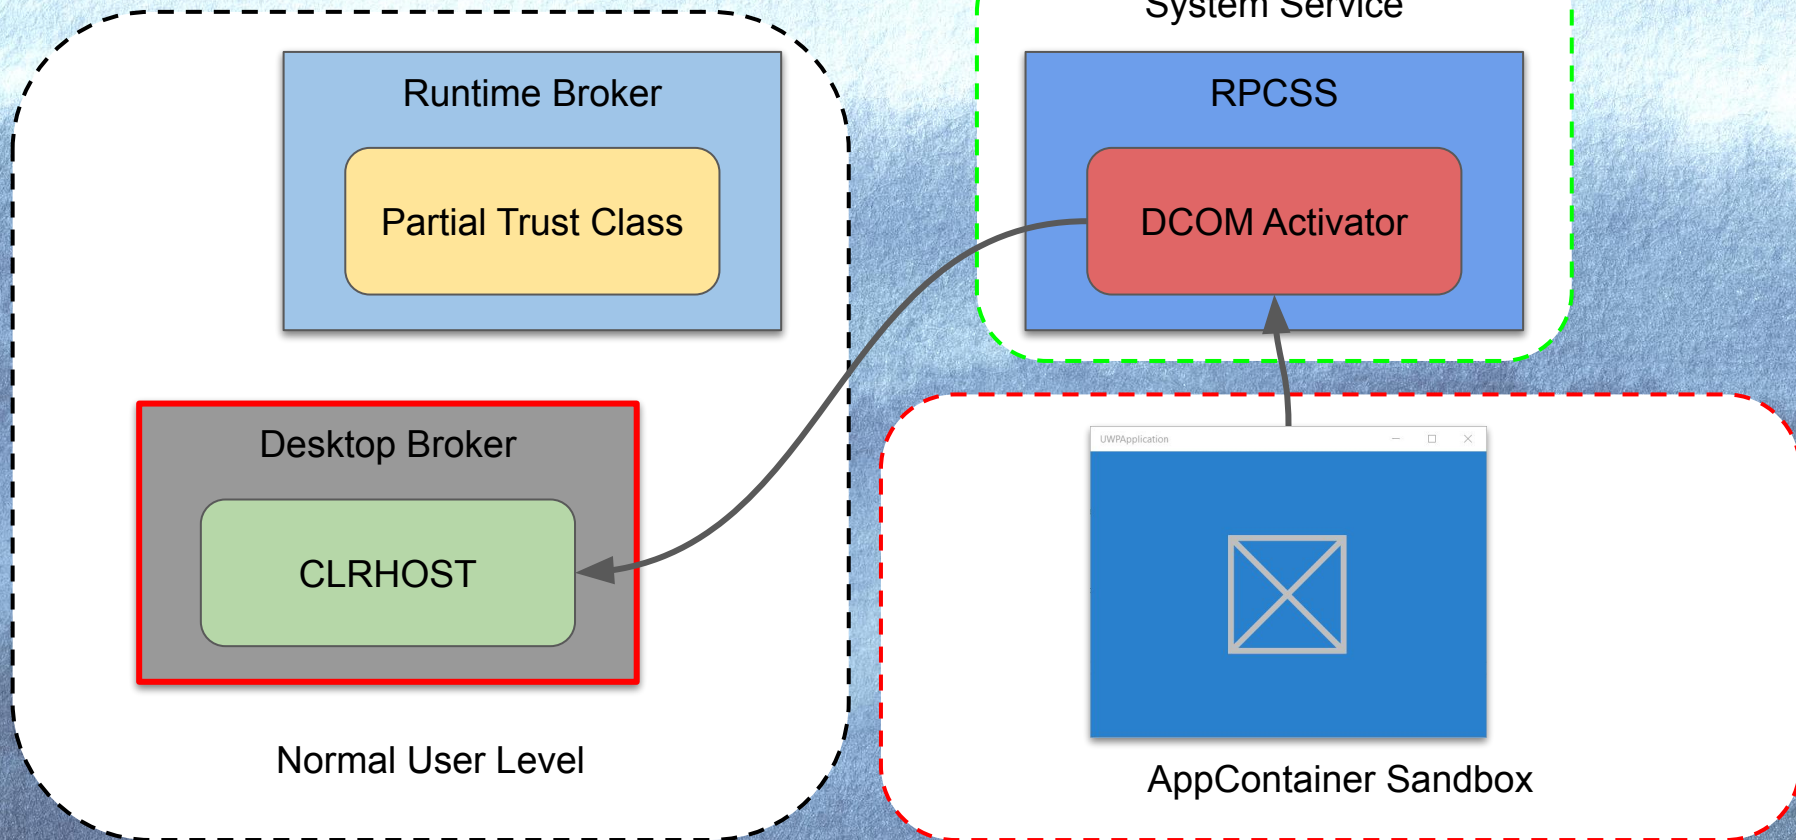 System Service
Runtime Broker
RPCSS
Partial Trust Class
DCOM Activator
Desktop Broker
UWPApplication
CLRHOST
Normal User Level
AppContainer Sandbox